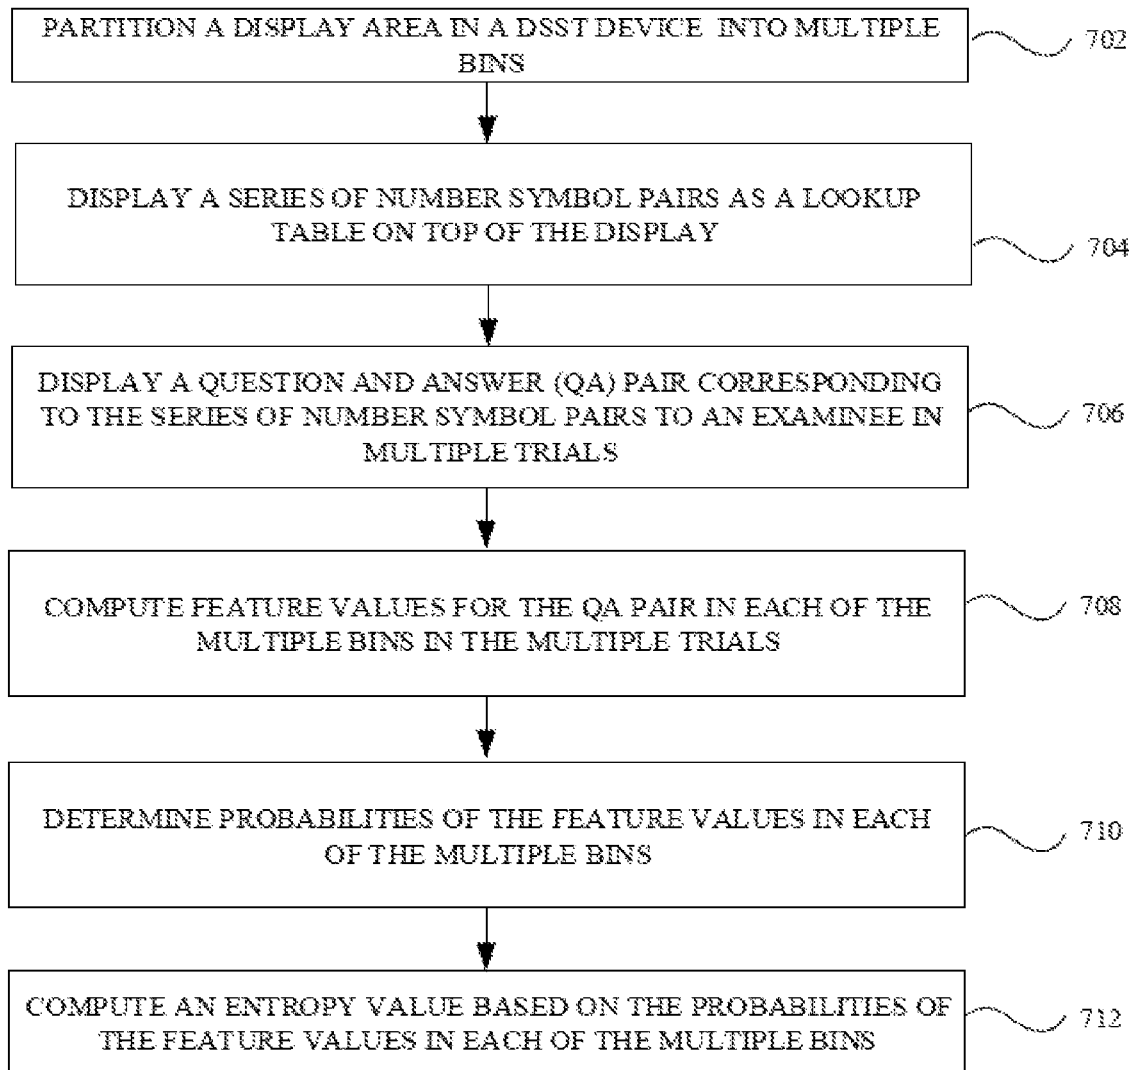 PARTITION A DISPLAY AREA IN A DSST DEVICE INTO MULTIPLE
BINS
702
DISPLAY A SERIES OF NUMBER SYMBOL PAIRS AS A LOOKUP
TABLE ON TOP OF THE DISPLAY
704
DISPLAY A QUESTION AND ANSWER (QA) PAIR CORRESPONDING
TO THE SERIES OF NUMBER SYMBOL PAIRS TO AN EXAMINEE IN
MULTIPLE TRIALS
706
COMPUTE FEATURE VALUES FOR THE QA PAIR IN EACH OF THE
MULTIPLE BINS IN THE MULTIPLE TRIALS
708
DETERMINE PROBABILITIES OF THE FEATURE VALUES IN EACH
OF THE MULTIPLE BINS
710
COMPUTE AN ENTROPY VALUE BASED ON THE PROBABILITIES OF
THE FEATURE VALUES IN EACH OF THE MULTIPLE BINS
712